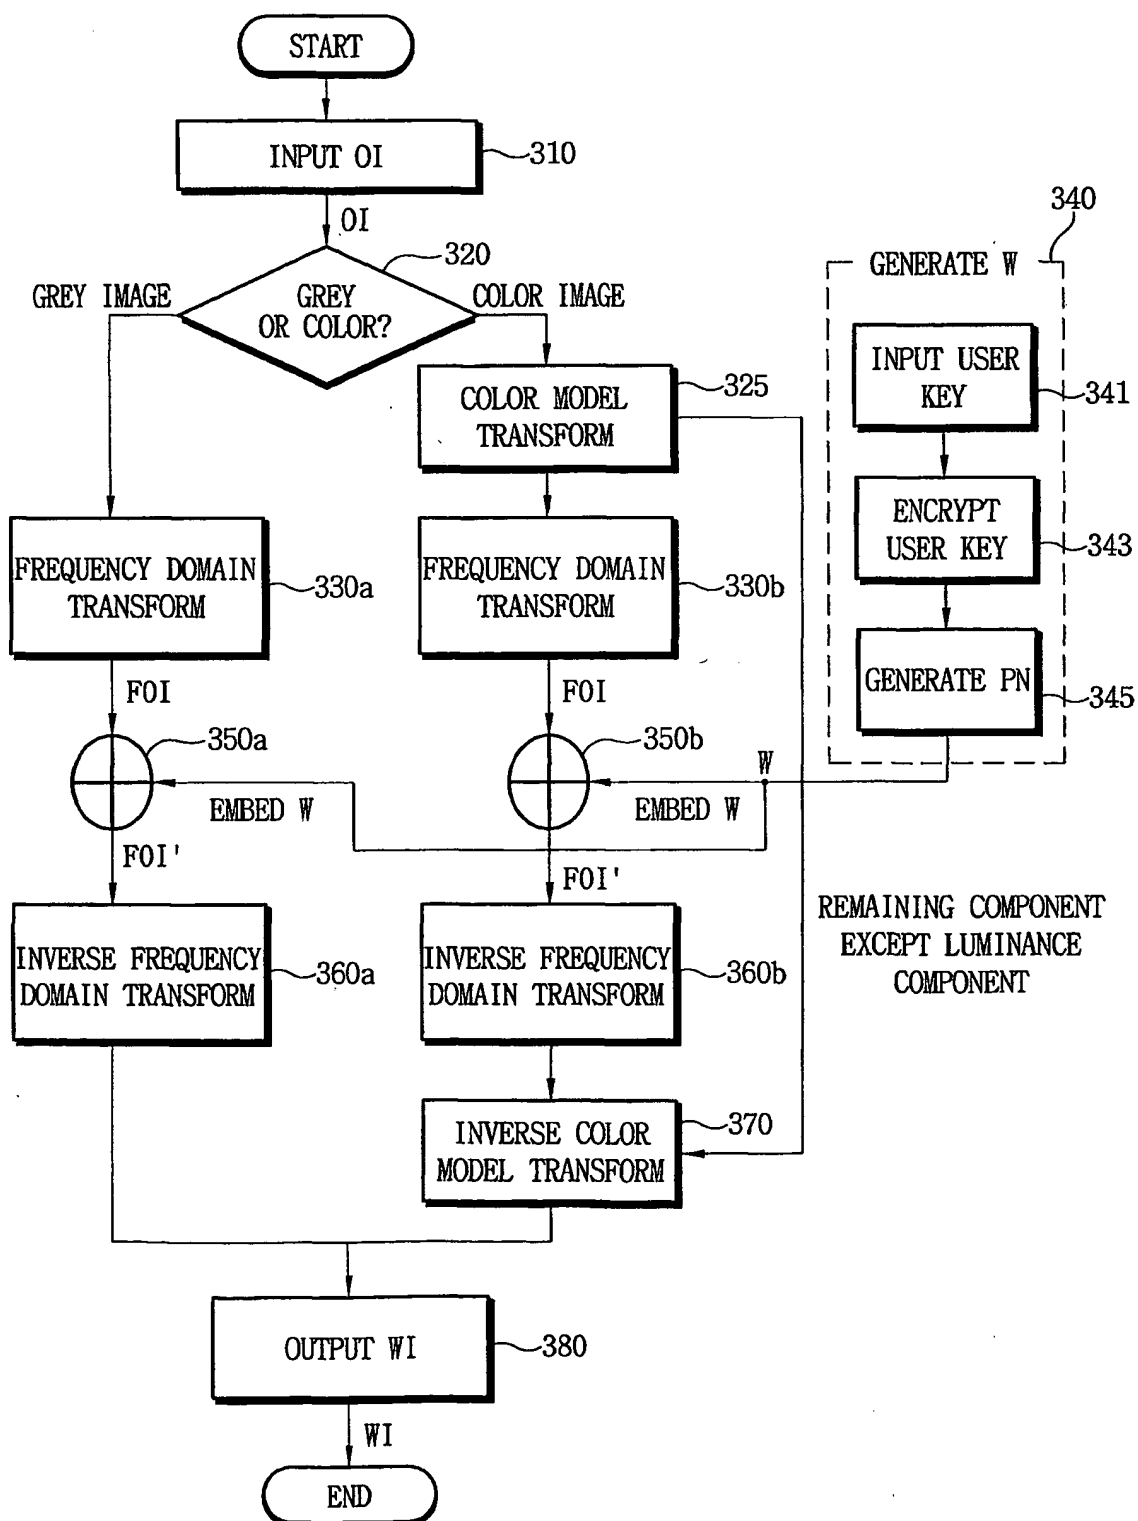 START
INPUT OI
310
OI
320
340
GENERATE W
GREY IMAGE
GREY
OR COLOR?
COLOR IMAGE
INPUT USER
KEY
341
COLOR MODEL
TRANSFORM
325
ENCRYPT
USER KEY
343
FREQUENCY DOMAIN
TRANSFORM
330a
FREQUENCY DOMAIN
TRANSFORM
330b
GENERATE PN
345
FOI
FOI
350a
350b
W
EMBED W
EMBED W
FOI'
FOI'
REMAINING COMPONENT
EXCEPT LUMINANCE
COMPONENT
INVERSE FREQUENCY
DOMAIN TRANSFORM
360a
INVERSE FREQUENCY
DOMAIN TRANSFORM
360b
INVERSE COLOR
MODEL TRANSFORM
370
OUTPUT WI
380
WI
END